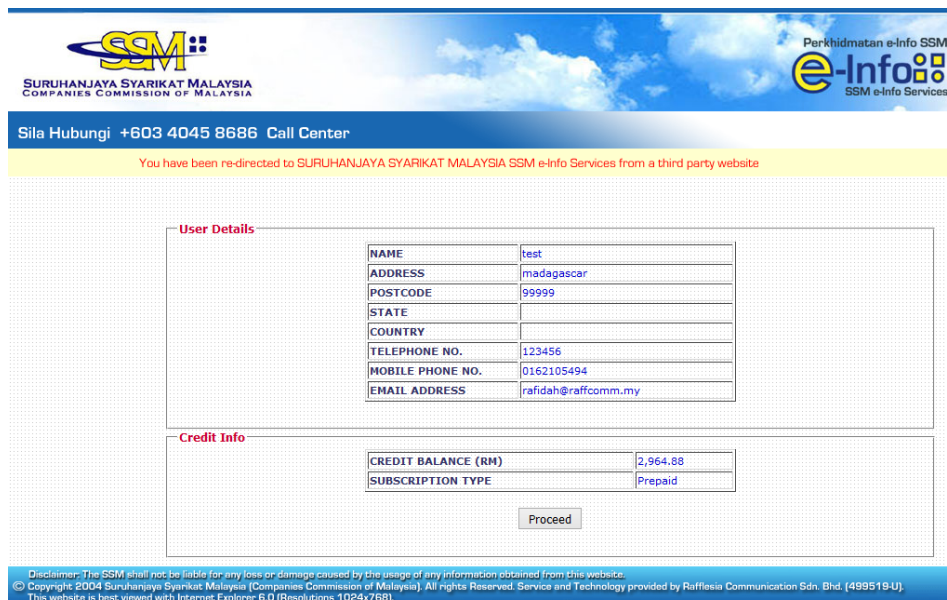 SSM
SURUHANJAYA SYARIKAT MALAYSIA
COMPANIES COMMISSION OF MALAYSIA
Perkhidmatan e-Info SSM
e-Info
SSM e-Info Services
Sila Hubungi +603 4045 8686 Call Center
You have been re-directed to SURUHANJAYA SYARIKAT MALAYSIA SSM e-Info Services from a third party website
User Details
NAME test
ADDRESS madagascar
POSTCODE 99999
STATE
COUNTRY
TELEPHONE NO. 123456
MOBILE PHONE NO. 0162105494
EMAIL ADDRESS rafidah@raffcomm.my
Credit Info
CREDIT BALANCE (RM) 2,964.88
SUBSCRIPTION TYPE Prepaid
Proceed
Disclaimer: The SSM shall not be liable for any loss or damage caused by the usage of any information obtained from this website.
© Copyright 2004 Suruhanjaya Syarikat Malaysia (Companies Commission of Malaysia). All rights Reserved. Service and Technology provided by Rafflesia Communication Sdn. Bhd. (499519-U).
This website is best viewed with Internet Explorer 6.0 (Resolutions 1024x768).